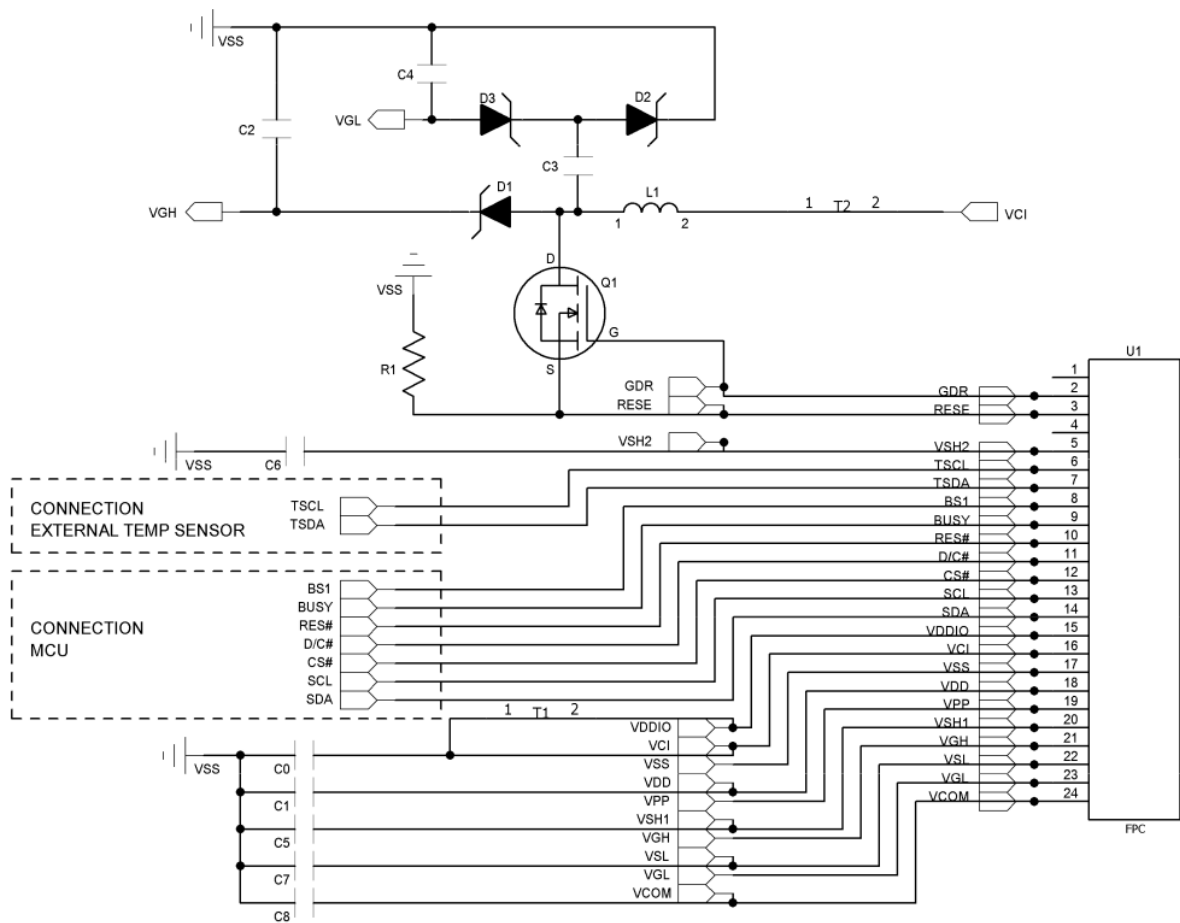 VSS
C4
D3
D2
VGL
C2
C3
D1
L1
VGH
1 2
1 T2 2
VCI
D
Q1
VSS
G
R1
S
U1
1
GDR
GDR
2
RESE
RESE
3
4
VSH2
VSH2
5
VSS
C6
TSCL
6
TSDA
7
CONNECTION
EXTERNAL TEMP SENSOR
TSCL
TSDA
BS1
8
BUSY
9
RES#
10
D/C#
11
CS#
12
SCL
13
SDA
14
VDDIO
15
VCI
16
VSS
17
VDD
18
VPP
19
VSH1
20
VGH
21
VSL
22
VGL
23
VCOM
24
FPC
CONNECTION
MCU
BS1
BUSY
RES#
D/C#
CS#
SCL
SDA
1 T1 2
VDDIO
VCI
VSS
VDD
VPP
VSH1
VGH
VSL
VGL
VCOM
VSS
C0
C1
C5
C7
C8